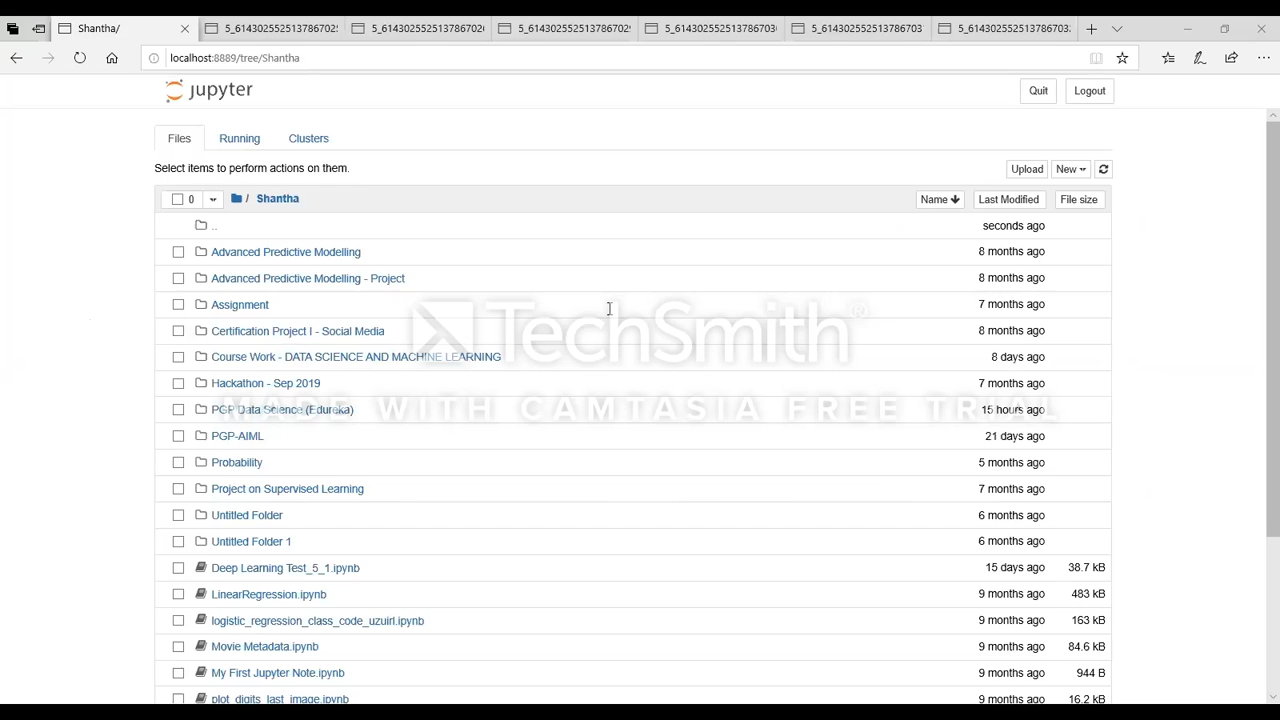 Shantha/ 5_614302552513786702 5_614302552513786702 5_614302552513786702 5_614302552513786703 5_614302552513786703 5_614302552513786703
localhost:8889/tree/Shantha
jupyter Quit Logout
Files Running Clusters
Select items to perform actions on them. Upload New
0 / Shantha Name Last Modified File size
.. seconds ago
Advanced Predictive Modelling 8 months ago
Advanced Predictive Modelling - Project 8 months ago
Assignment 7 months ago
Certification Project I - Social Media 8 months ago
TechSmith®
Course Work - DATA SCIENCE AND MACHINE LEARNING 8 days ago
Hackathon - Sep 2019 7 months ago
PGP Data Science (Edureka) 15 hours ago
MADE WITH CAMTASIA FREE TRIAL
PGP-AIML 21 days ago
Probability 5 months ago
Project on Supervised Learning 7 months ago
Untitled Folder 6 months ago
Untitled Folder 1 6 months ago
Deep Learning Test_5_1.ipynb 15 days ago 38.7 kB
LinearRegression.ipynb 9 months ago 483 kB
logistic_regression_class_code_uzuirl.ipynb 9 months ago 163 kB
Movie Metadata.ipynb 9 months ago 84.6 kB
My First Jupyter Note.ipynb 9 months ago 944 B
plot_digits_last_image.ipynb 9 months ago 16.2 kB